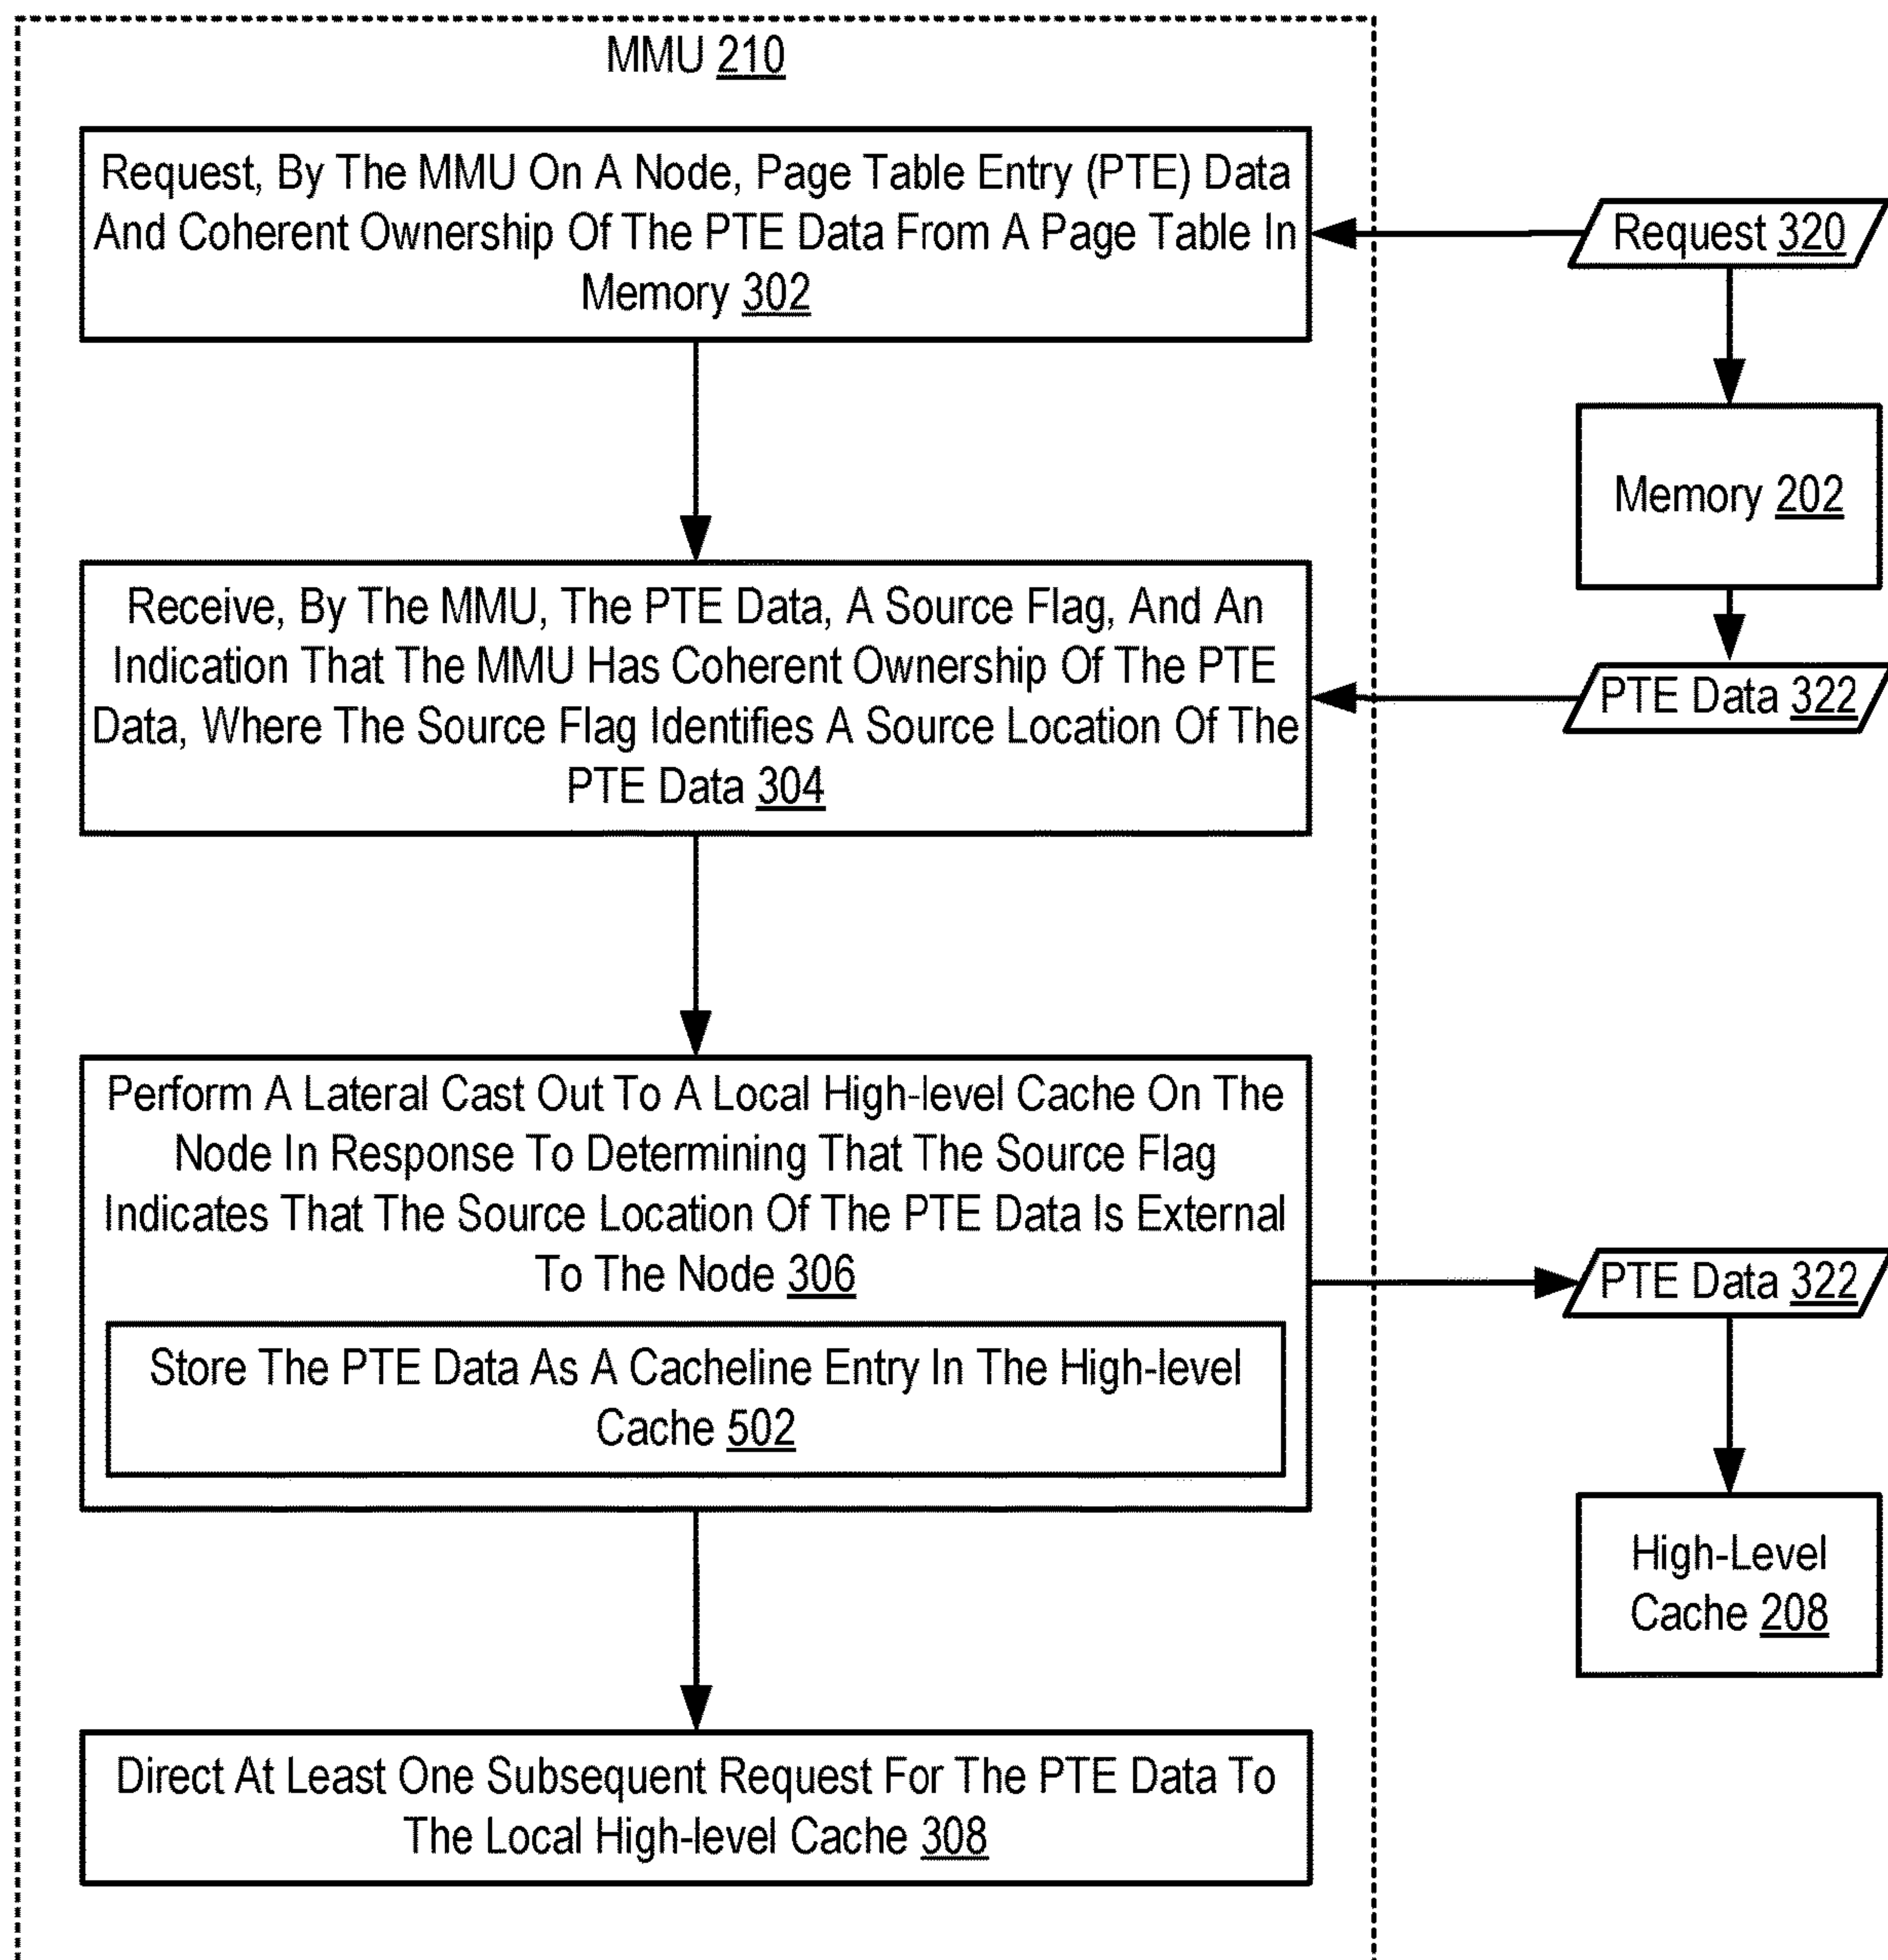 MMU 210
Request, By The MMU On A Node, Page Table Entry (PTE) Data
And Coherent Ownership Of The PTE Data From A Page Table In
Memory 302
Request 320
Memory 202
Receive, By The MMU, The PTE Data, A Source Flag, And An
Indication That The MMU Has Coherent Ownership Of The PTE
Data, Where The Source Flag Identifies A Source Location Of The
PTE Data 304
PTE Data 322
Perform A Lateral Cast Out To A Local High-level Cache On The
Node In Response To Determining That The Source Flag
Indicates That The Source Location Of The PTE Data Is External
To The Node 306
PTE Data 322
Store The PTE Data As A Cacheline Entry In The High-level
Cache 502
High-Level
Cache 208
Direct At Least One Subsequent Request For The PTE Data To
The Local High-level Cache 308